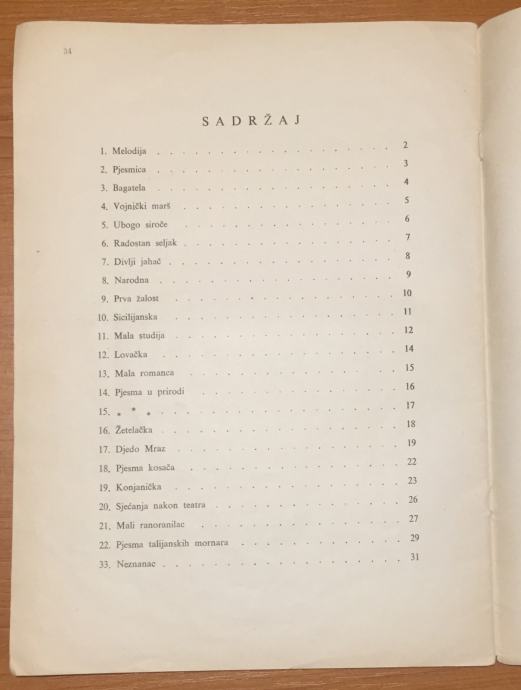 34
SADRŽAJ
1. Melodija . . . . . . . . . . . . . . . 2
2. Pjesmica . . . . . . . . . . . . . . . 3
3. Bagatela . . . . . . . . . . . . . . . 4
4. Vojnički marš . . . . . . . . . . . . . 5
5. Ubogo siroče . . . . . . . . . . . . . 6
6. Radostan seljak . . . . . . . . . . . . . 7
7. Divlji jahač . . . . . . . . . . . . . . 8
8. Narodna . . . . . . . . . . . . . . . 9
9. Prva žalost . . . . . . . . . . . . . . 10
10. Sicilijanska . . . . . . . . . . . . . . 11
11. Mala studija . . . . . . . . . . . . . . 12
12. Lovačka . . . . . . . . . . . . . . . 14
13. Mala romanca . . . . . . . . . . . . . 15
14. Pjesma u prirodi . . . . . . . . . . . . 16
15. * * * . . . . . . . . . . . . . . . 17
16. Žetelačka . . . . . . . . . . . . . . . 18
17. Djedo Mraz . . . . . . . . . . . . . . 19
18. Pjesma kosača . . . . . . . . . . . . . 22
19. Konjanička . . . . . . . . . . . . . . 23
20. Sjećanja nakon teatra . . . . . . . . . . . 26
21. Mali ranoranilac . . . . . . . . . . . . 27
22. Pjesma talijanskih mornara . . . . . . . . . . 29
33. Neznanac . . . . . . . . . . . . . . . 31